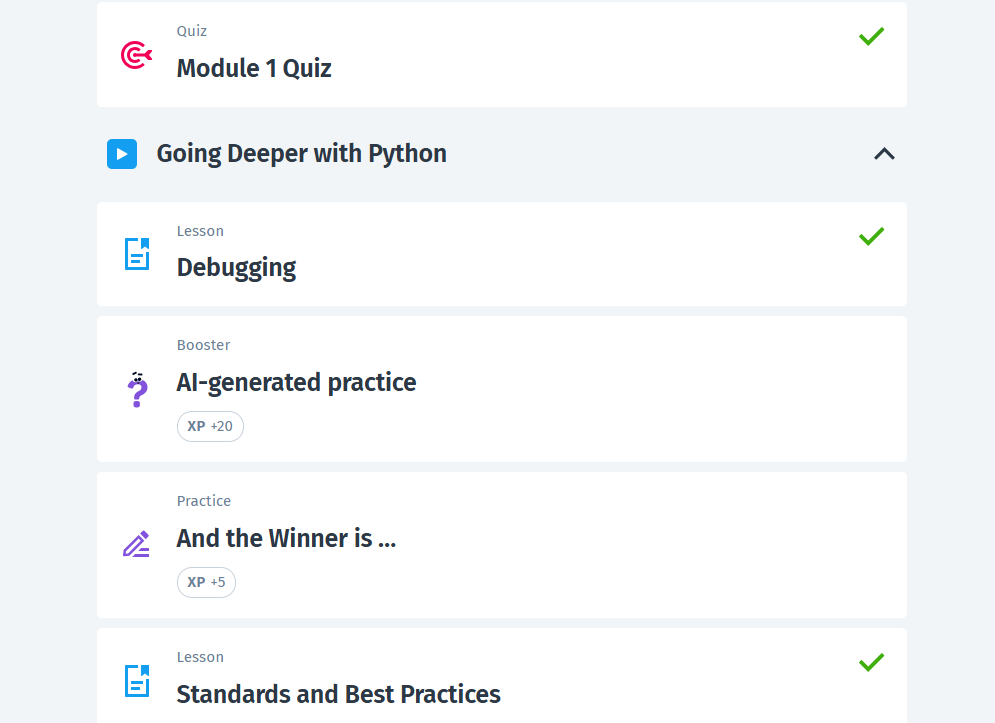 Quiz
Module 1 Quiz
Going Deeper with Python
Lesson
Debugging
Booster
AI-generated practice
XP +20
Practice
And the Winner is ...
XP +5
Lesson
Standards and Best Practices